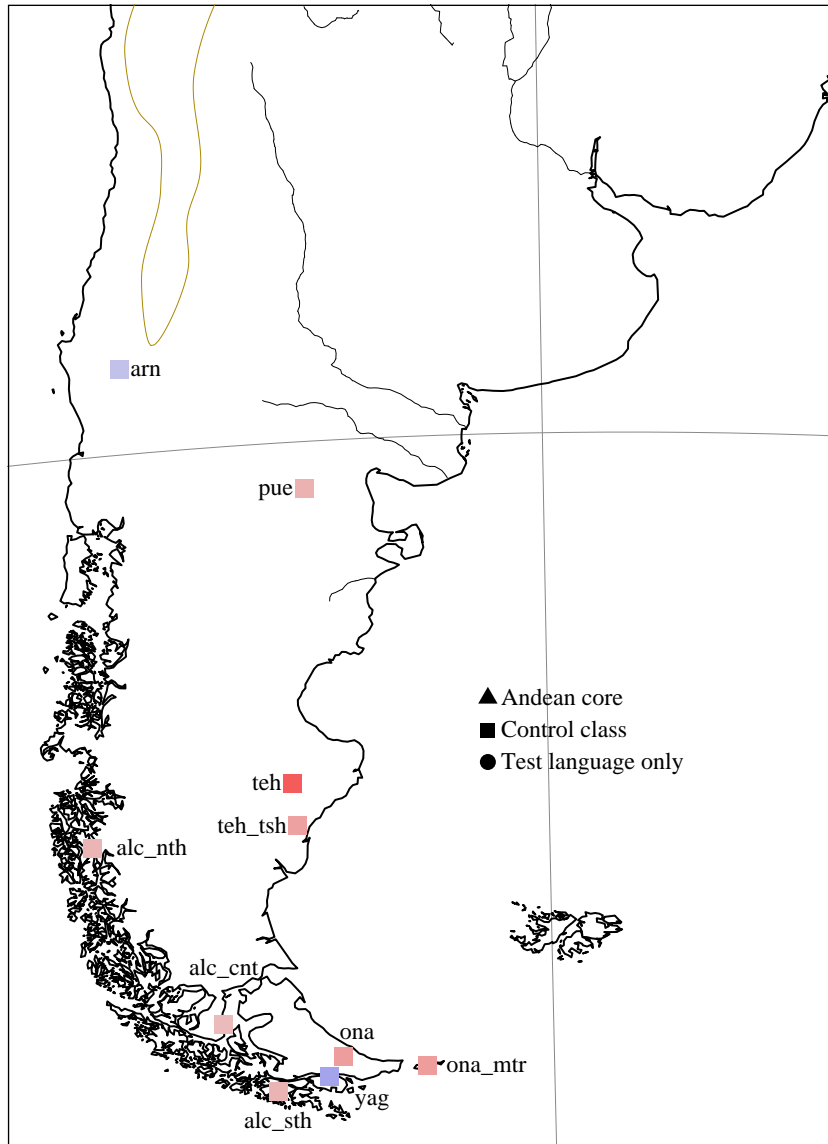 arn
pue
Andean core
Control class
Test language only
teh
teh_tsh
alc_nth
alc_cnt
ona
ona_mtr
yag
alc_sth